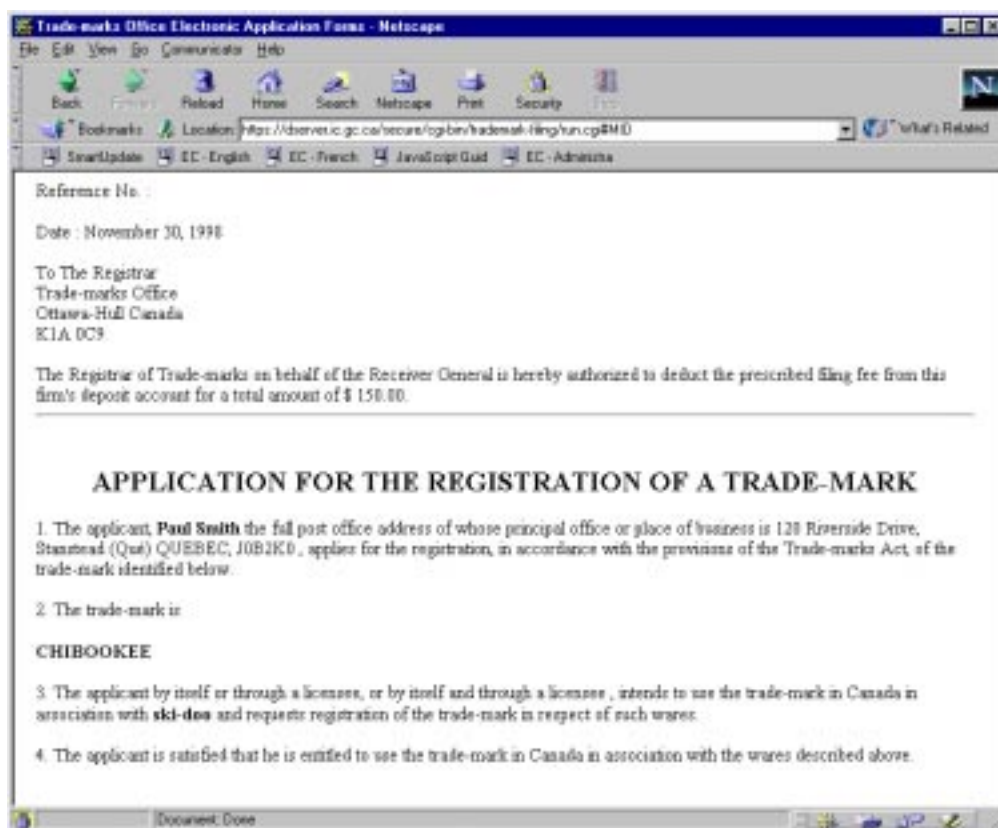 Trade-marks Office Electronic Application Forms - Netscape
File Edit View Go Communicator Help
Back Forward Reload Home Search Netscape Print Security
Bookmarks Location: https://dserver.ic.gc.ca/secure/cgi-bin/trademark-filing/run.cgi#MID What's Related
SmartUpdate EC - English EC - French JavaScript Guid EC - Administra
Reference No. :
Date : November 30, 1998
To The Registrar
Trade-marks Office
Ottawa-Hull Canada
K1A 0C9
The Registrar of Trade-marks on behalf of the Receiver General is hereby authorized to deduct the prescribed filing fee from this
firm's deposit account for a total amount of $ 150.00.
APPLICATION FOR THE REGISTRATION OF A TRADE-MARK
1. The applicant, Paul Smith the full post office address of whose principal office or place of business is 128 Riverside Drive,
Stanstead (Qué) QUEBEC, J0B2K0 , applies for the registration, in accordance with the provisions of the Trade-marks Act, of the
trade-mark identified below.
2. The trade-mark is
CHIBOOKEE
3. The applicant by itself or through a licensee, or by itself and through a licensee , intends to use the trade-mark in Canada in
association with ski-doo and requests registration of the trade-mark in respect of such wares.
4. The applicant is satisfied that he is entitled to use the trade-mark in Canada in association with the wares described above.
Document: Done